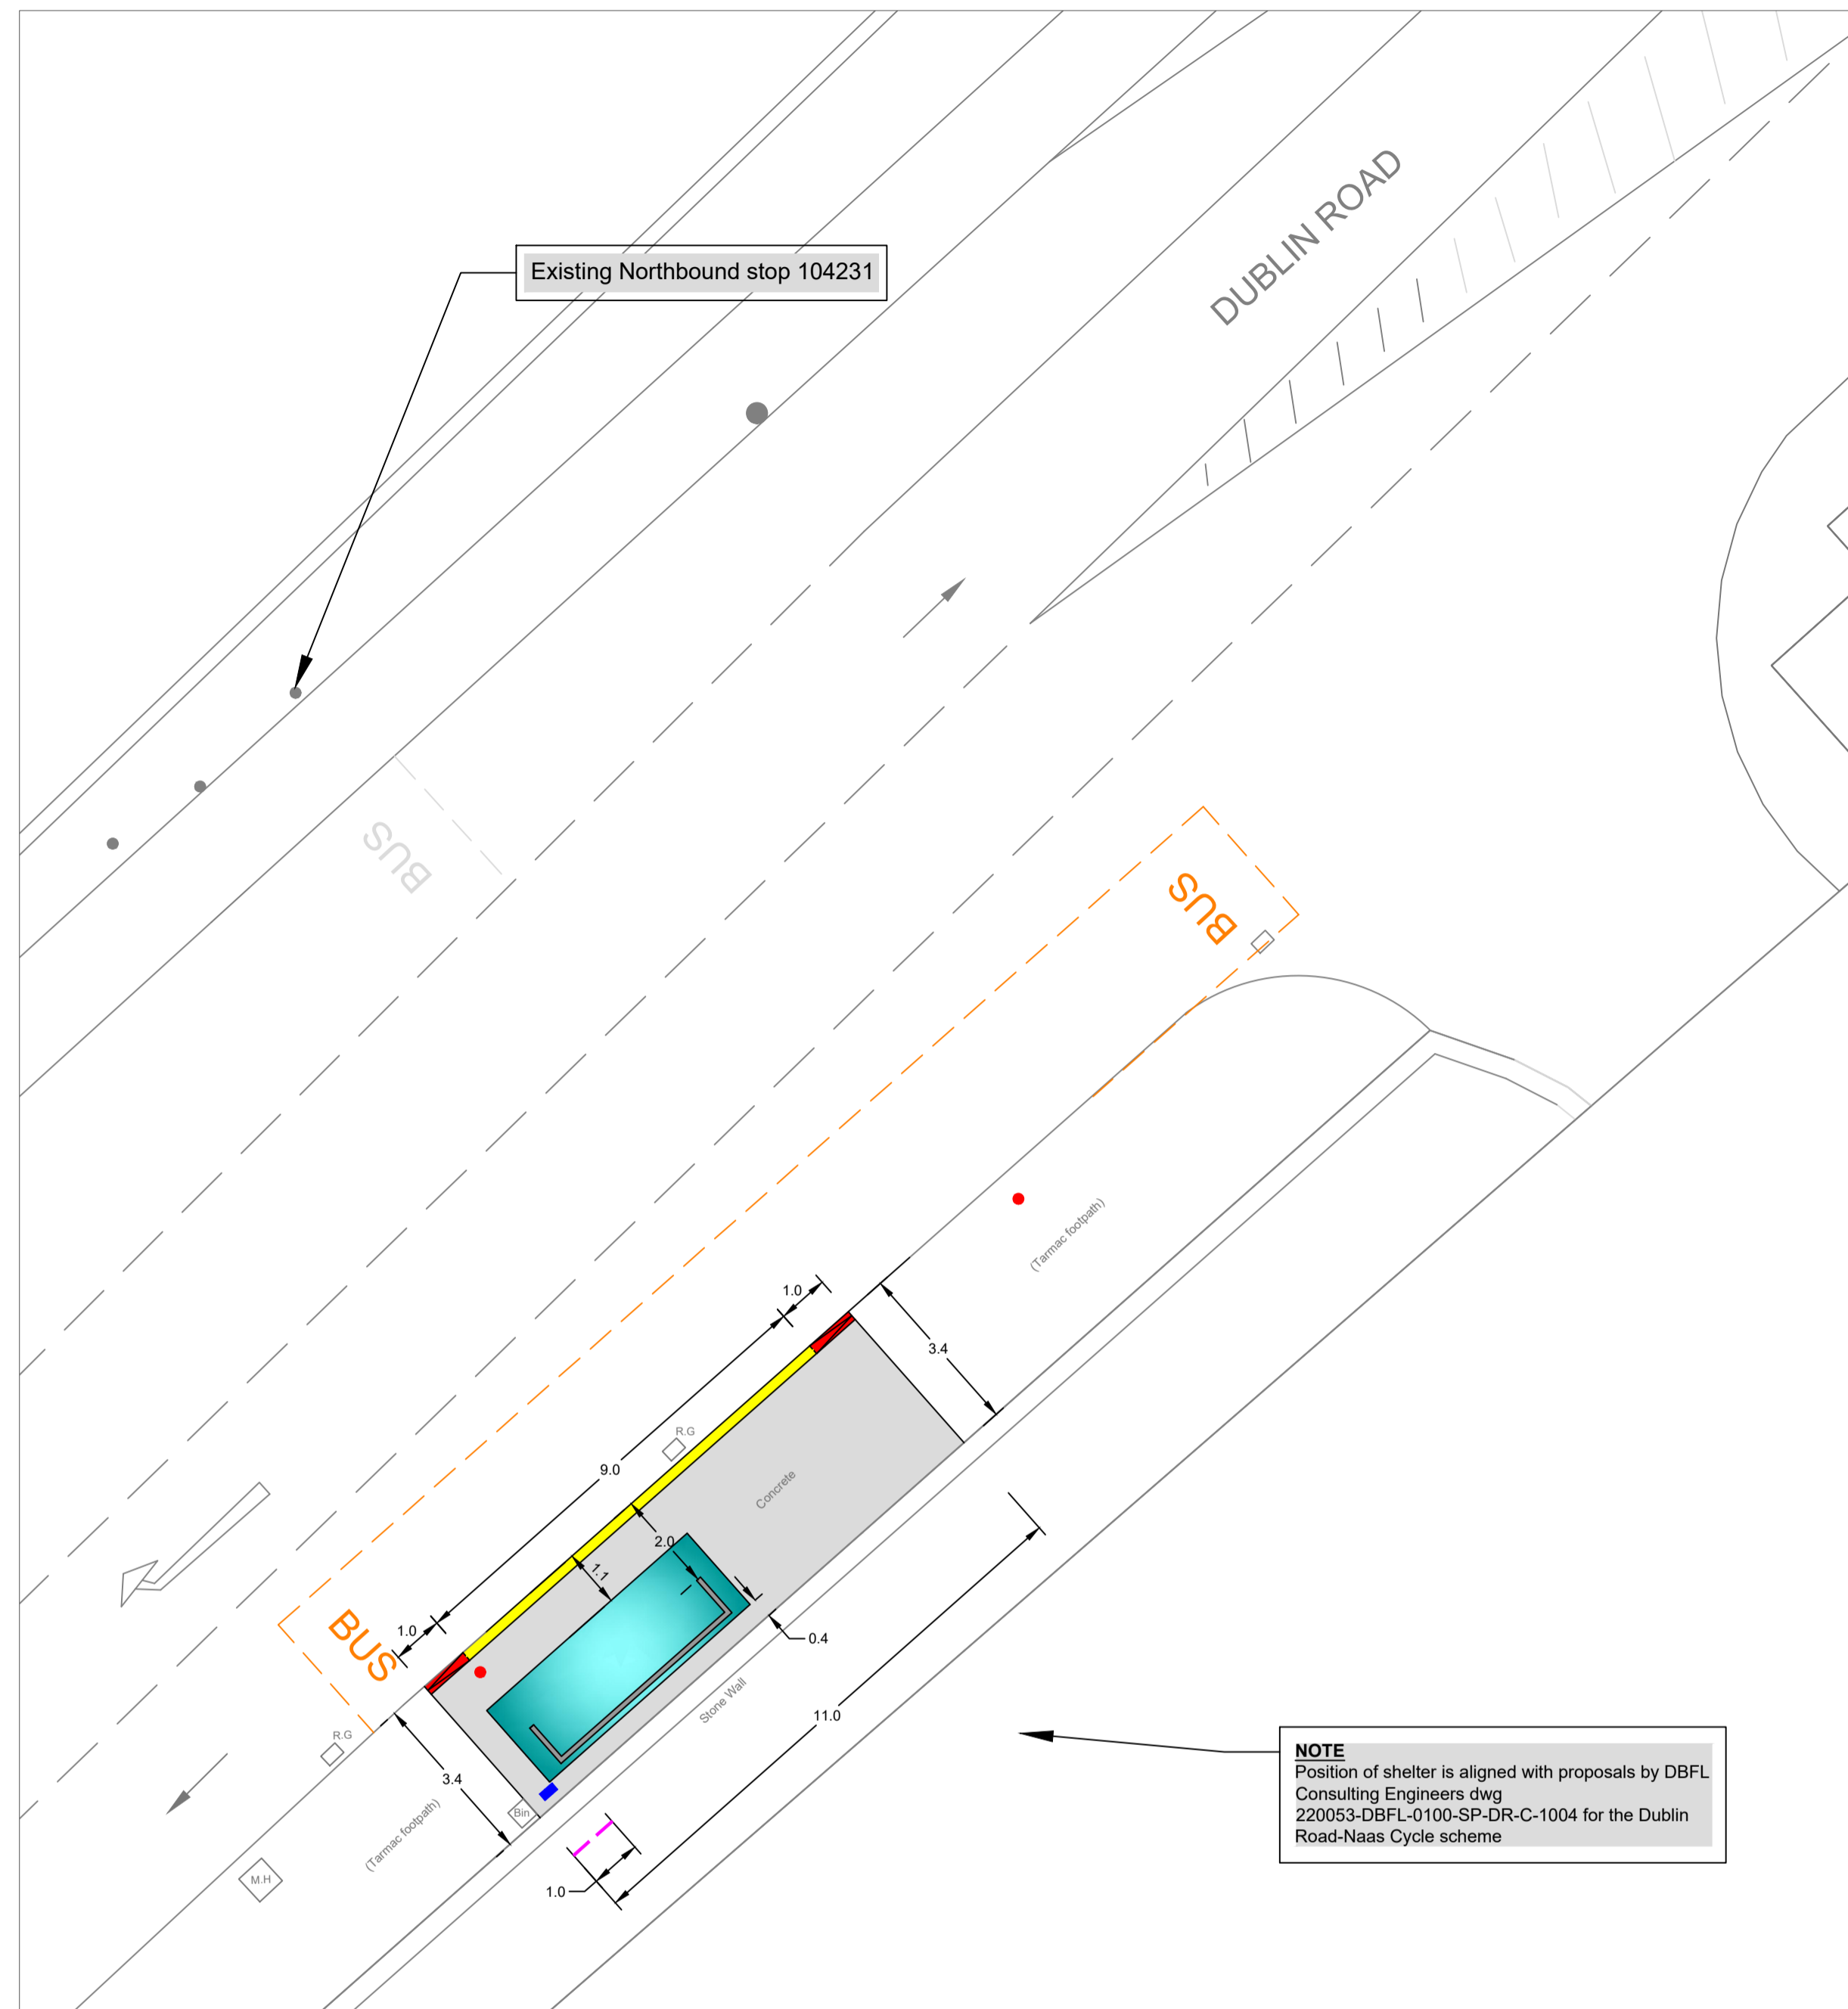 DUBLIN ROAD
Existing Northbound stop 104231
BUS
BUS
(Tarmac footpath)
1.0
3.4
R.G
9.0
Concrete
2.0
1.1
1.0
BUS
0.4
Stone Wall
11.0
R.G
3.4
Bin
(Tarmac footpath)
M.H
1.0
NOTE
Position of shelter is aligned with proposals by DBFL
Consulting Engineers dwg
220053-DBFL-0100-SP-DR-C-1004 for the Dublin
Road-Naas Cycle scheme